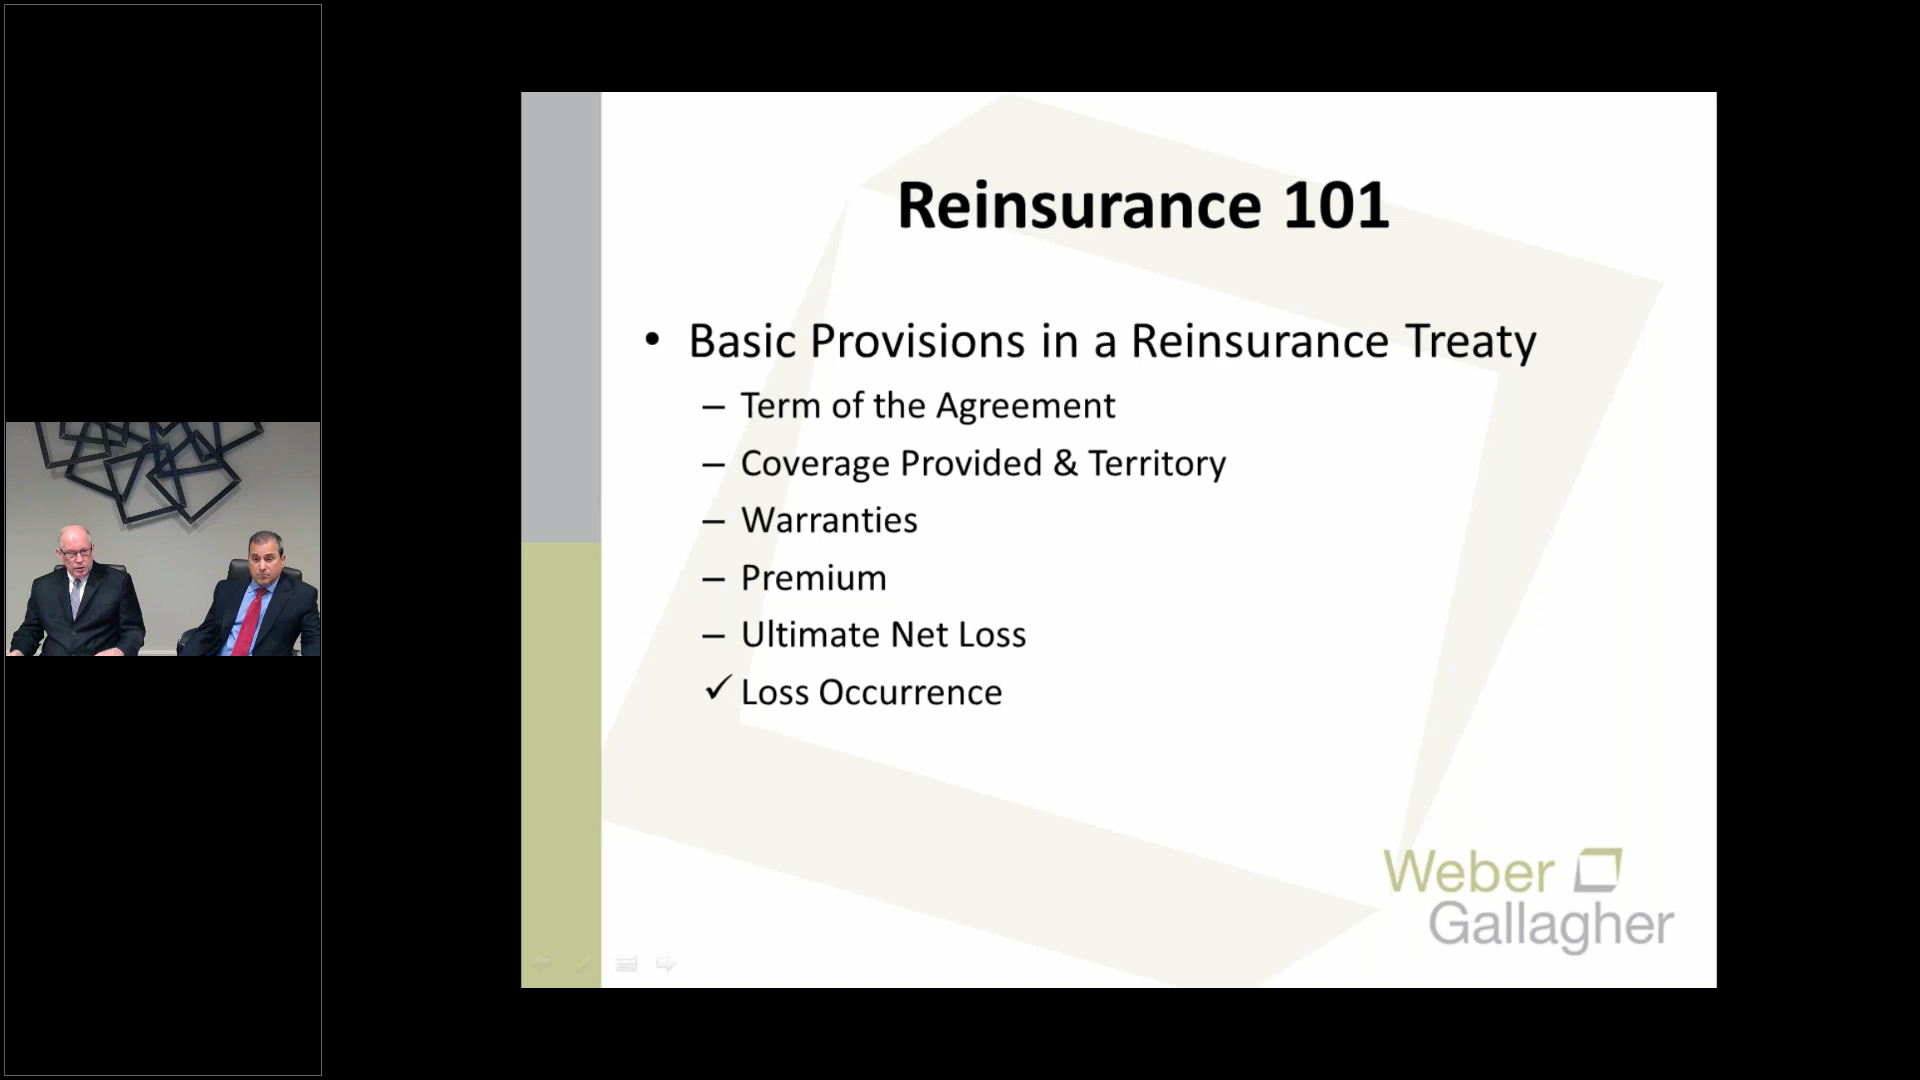 Reinsurance 101
• Basic Provisions in a Reinsurance Treaty
– Term of the Agreement
– Coverage Provided & Territory
– Warranties
– Premium
– Ultimate Net Loss
✓ Loss Occurrence
Weber
Gallagher